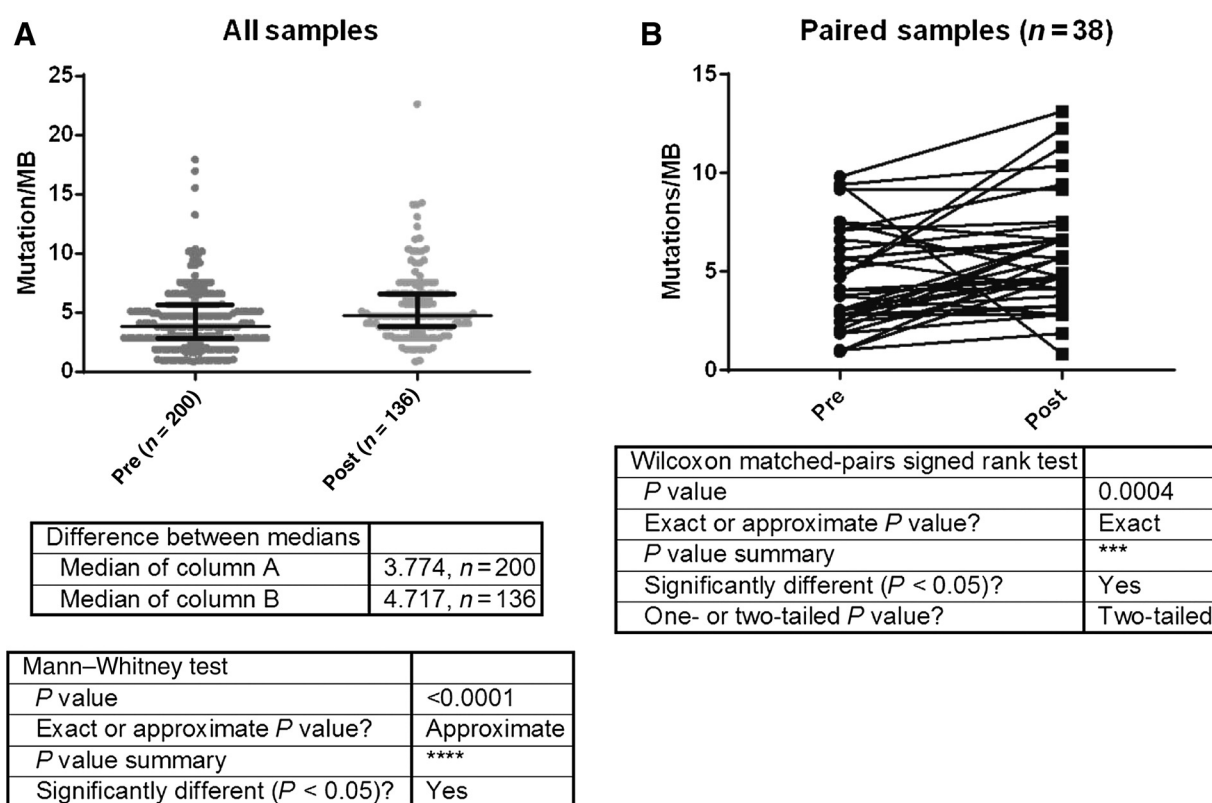 A
All samples
Mutation/MB
25
20
15
10
5
0
Pre (n = 200)
Post (n = 136)
Difference between medians
Median of column A 3.774, n=200
Median of column B 4.717, n=136
Mann–Whitney test
P value <0.0001
Exact or approximate P value? Approximate
P value summary ****
Significantly different (P < 0.05)? Yes
B
Paired samples (n=38)
Mutations/MB
15
10
5
0
Pre
Post
Wilcoxon matched-pairs signed rank test
P value 0.0004
Exact or approximate P value? Exact
P value summary ***
Significantly different (P < 0.05)? Yes
One- or two-tailed P value? Two-tailed